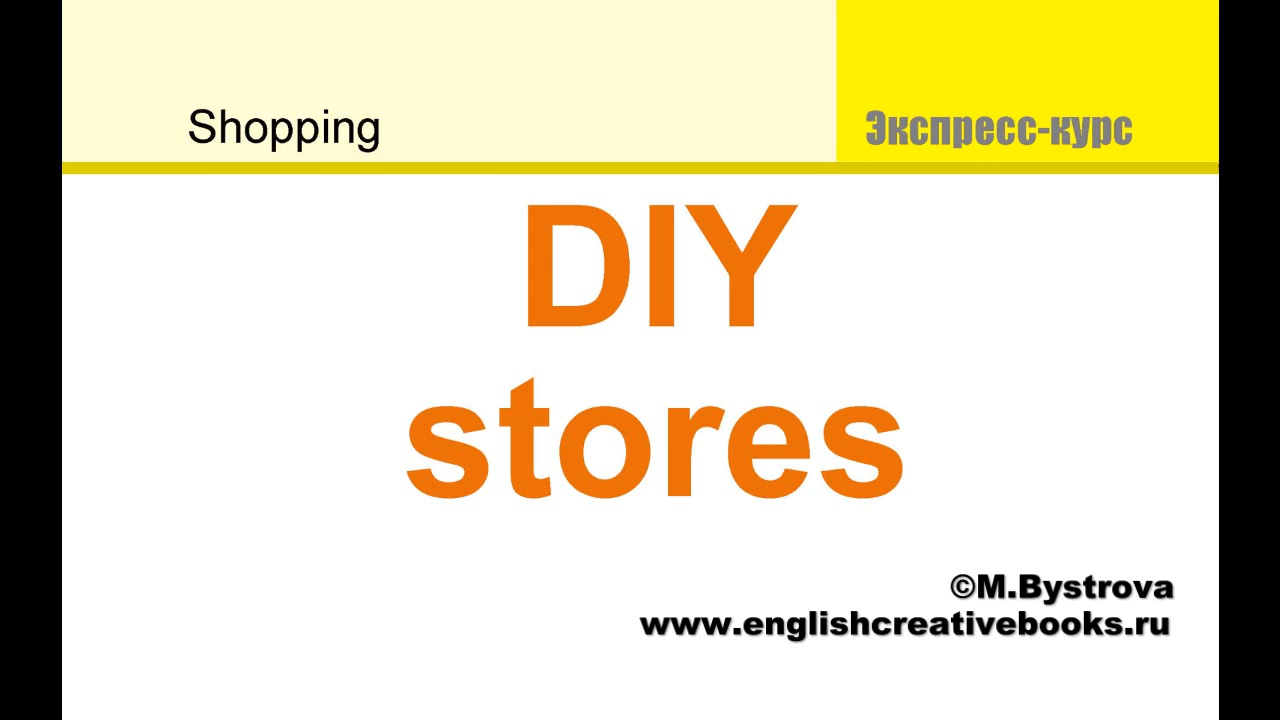 Shopping
Экспресс-курс
DIY
stores
©M.Bystrova
www.englishcreativebooks.ru